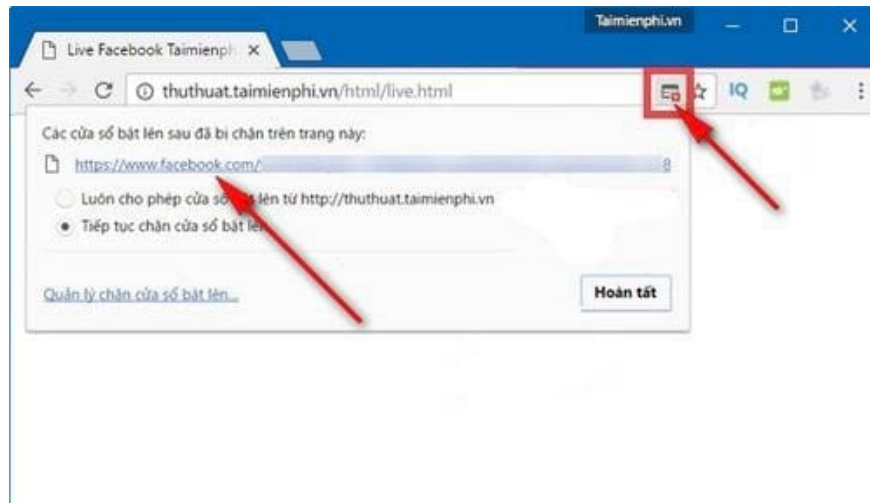 Taimienphi.vn
Live Facebook Taimienph
thuthuat.taimienphi.vn/html/live.html
IQ
Các cửa sổ bật lên sau đã bị chặn trên trang này:
https://www.facebook.com/ 8
Luôn cho phép cửa sổ bật lên từ http://thuthuat.taimienphi.vn
Tiếp tục chặn cửa sổ bật lên
Quản lý chặn cửa sổ bật lên...
Hoàn tất